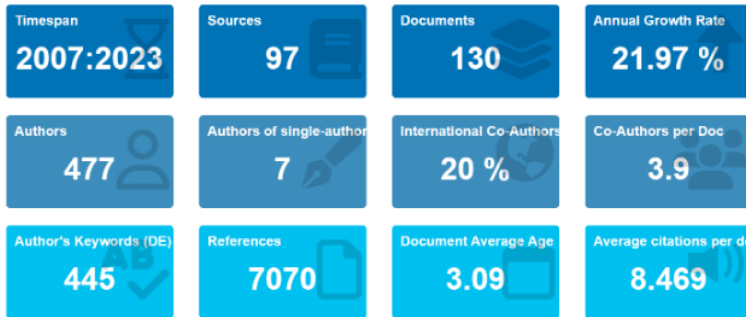 Timespan
2007:2023
Sources
97
Documents
130
Annual Growth Rate
21.97 %
Authors
477
Authors of single-author
7
International Co-Authors
20 %
Co-Authors per Doc
3.9
Author's Keywords (DE)
445
References
7070
Document Average Age
3.09
Average citations per do
8.469
AB